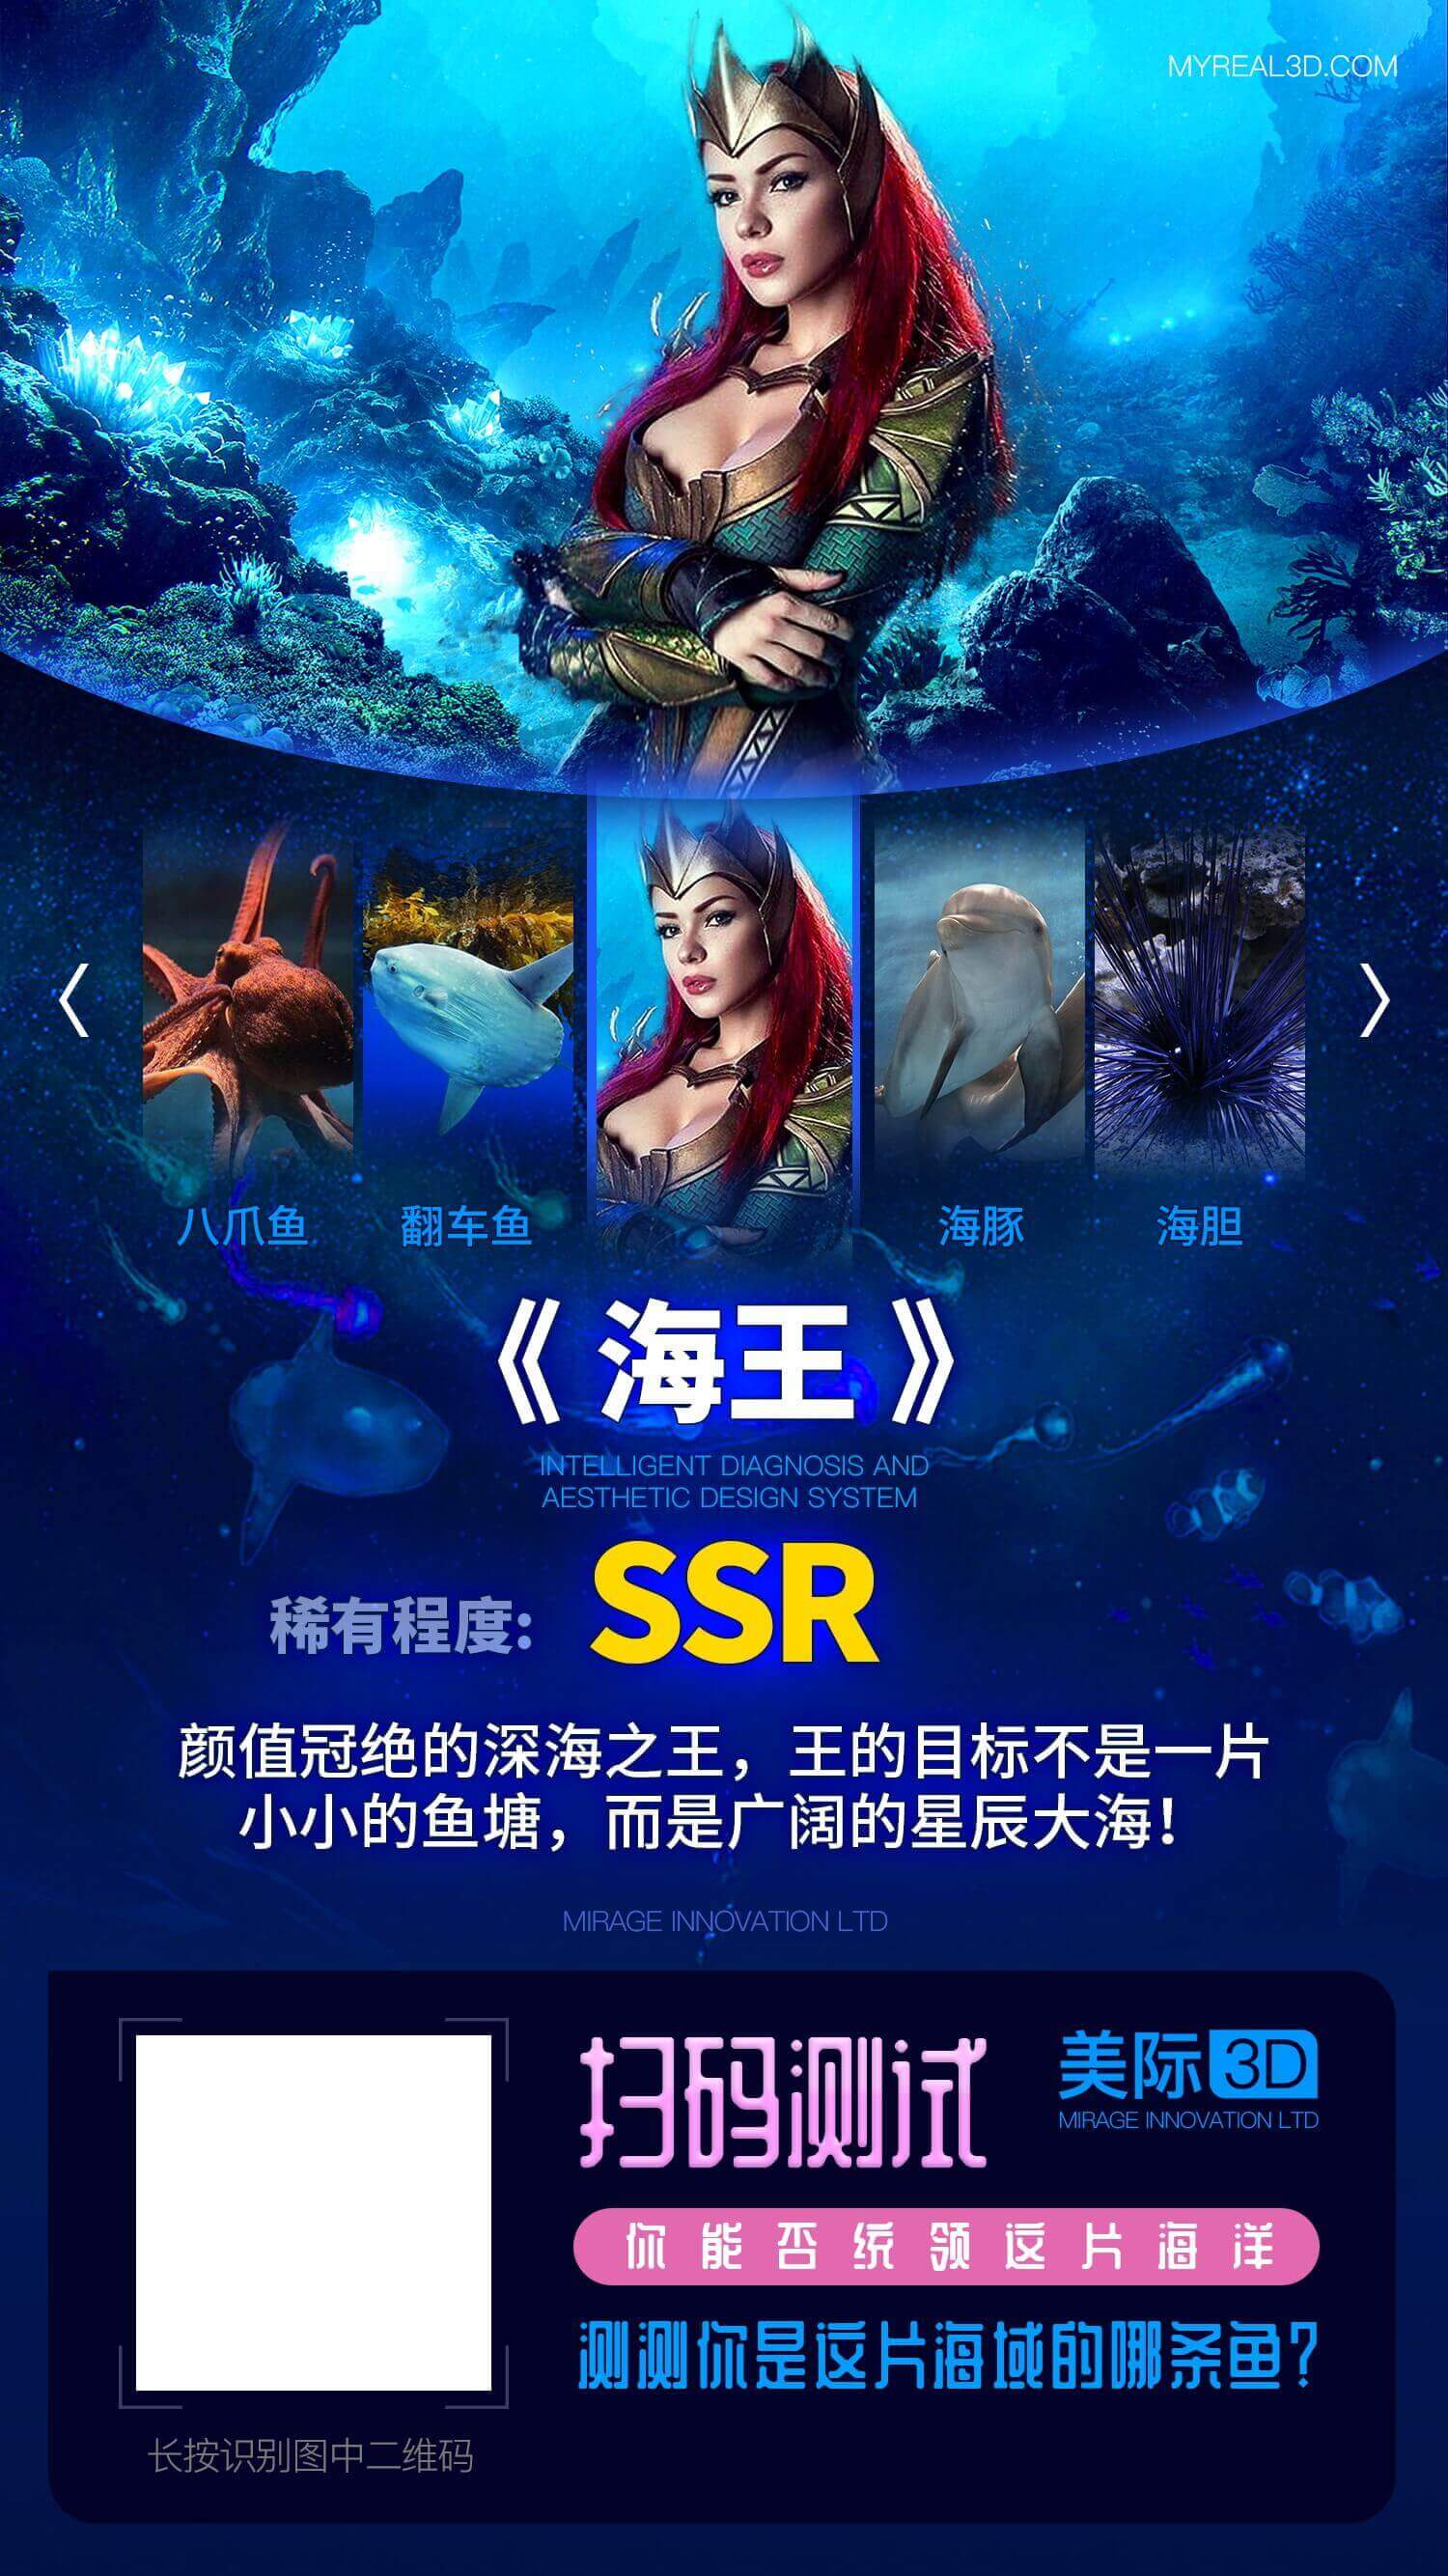 MYREAL3D.COM
八爪鱼
翻车鱼
海豚
海胆
《海王》
INTELLIGENT DIAGNOSIS AND
AESTHETIC DESIGN SYSTEM
稀有程度: SSR
颜值冠绝的深海之王，王的目标不是一片
小小的鱼塘，而是广阔的星辰大海！
MIRAGE INNOVATION LTD
扫码测试
美际3D
MIRAGE INNOVATION LTD
你能否统领这片海洋
测测你是这片海域的哪条鱼？
长按识别图中二维码